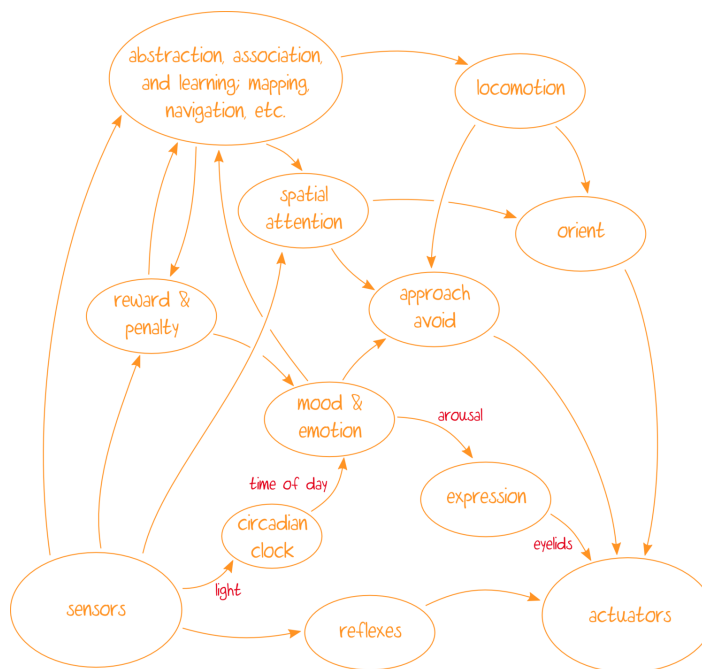 abstraction, association,
and learning; mapping,
navigation, etc.
locomotion
spatial
attention
orient
reward &
penalty
approach
avoid
mood &
emotion
arousal
time of day
expression
circadian
clock
eyelids
light
sensors
reflexes
actuators